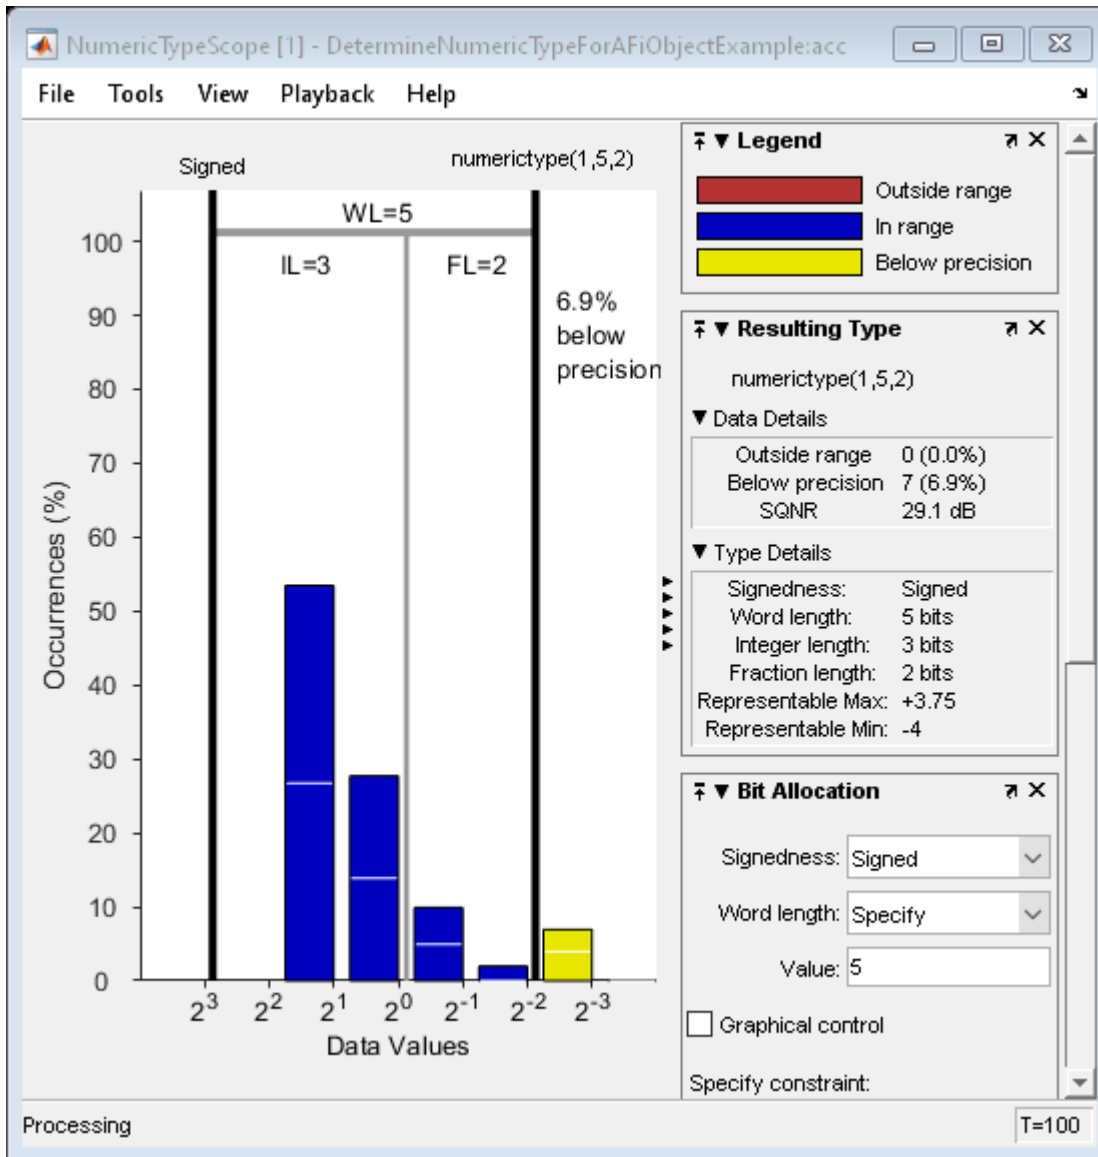 NumericTypeScope [1] - DetermineNumericTypeForAFiObjectExample:acc
File Tools View Playback Help
Signed
numerictype(1,5,2)
WL=5
IL=3
FL=2
6.9%
below
precision
100
90
80
70
60
50
40
30
20
10
0
Occurrences (%)
2^3 2^2 2^1 2^0 2^-1 2^-2 2^-3
Data Values
Legend
Outside range
In range
Below precision
Resulting Type
numerictype(1,5,2)
Data Details
Outside range 0 (0.0%)
Below precision 7 (6.9%)
SQNR 29.1 dB
Type Details
Signedness: Signed
Word length: 5 bits
Integer length: 3 bits
Fraction length: 2 bits
Representable Max: +3.75
Representable Min: -4
Bit Allocation
Signedness: Signed
Word length: Specify
Value: 5
Graphical control
Specify constraint:
Processing
T=100